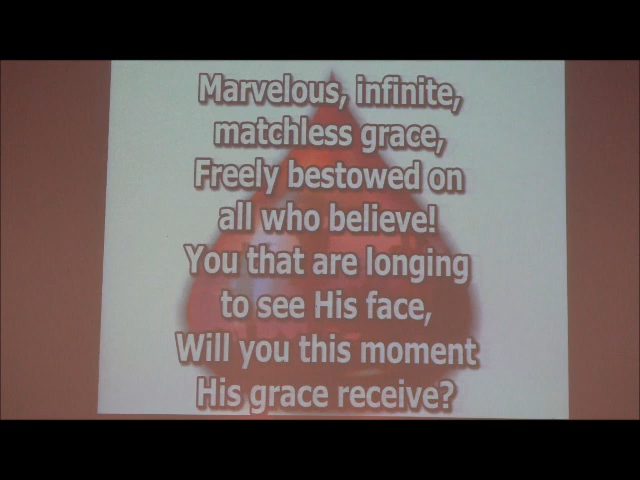 Marvelous, infinite,
matchless grace,
Freely bestowed on
all who believe!
You that are longing
to see His face,
Will you this moment
His grace receive?